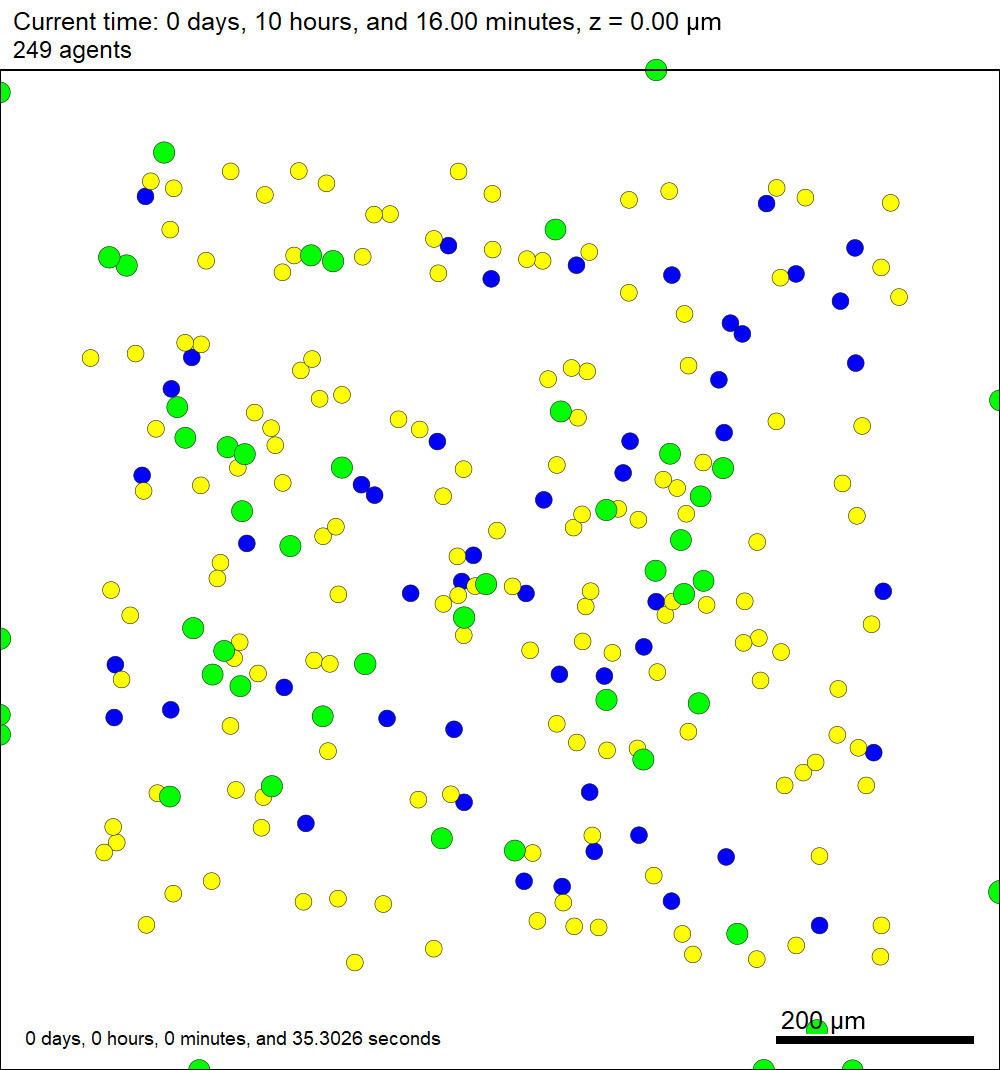 Current time: 0 days, 10 hours, and 16.00 minutes, z = 0.00 μm
249 agents
200 μm
0 days, 0 hours, 0 minutes, and 35.3026 seconds